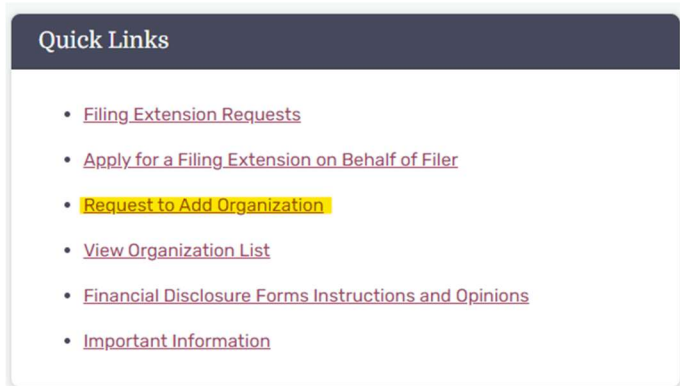 Quick Links
Filing Extension Requests
Apply for a Filing Extension on Behalf of Filer
Request to Add Organization
View Organization List
Financial Disclosure Forms Instructions and Opinions
Important Information